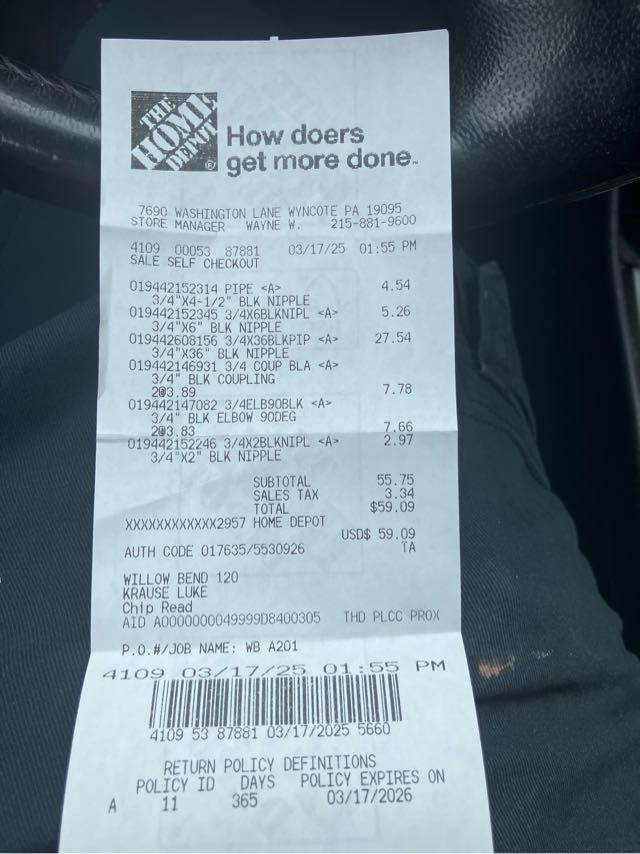 THE
HOME
DEPOT
®
How doers
get more done™
7690 WASHINGTON LANE WYNCOTE PA 19095
STORE MANAGER WAYNE W. 215-881-9600
4109 00053 87881 03/17/25 01:55 PM
SALE SELF CHECKOUT
019442152314 PIPE <A> 4.54
3/4"X4-1/2" BLK NIPPLE
019442152345 3/4X6BLKNIPL <A> 5.26
3/4"X6" BLK NIPPLE
019442608156 3/4X36BLKPIP <A> 27.54
3/4"X36" BLK NIPPLE
019442146931 3/4 COUP BLA <A>
3/4" BLK COUPLING
2@3.89 7.78
019442147082 3/4ELB90BLK <A>
3/4" BLK ELBOW 90DEG
2@3.83 7.66
019442152246 3/4X2BLKNIPL <A> 2.97
3/4"X2" BLK NIPPLE
SUBTOTAL 55.75
SALES TAX 3.34
TOTAL $59.09
XXXXXXXXXXXX2957 HOME DEPOT
USD$ 59.09
AUTH CODE 017635/5530926 TA
WILLOW BEND 120
KRAUSE LUKE
Chip Read
AID A0000000049999D8400305 THD PLCC PROX
P.O.#/JOB NAME: WB A201
4109 03/17/25 01:55 PM
4109 53 87881 03/17/2025 5660
RETURN POLICY DEFINITIONS
POLICY ID DAYS POLICY EXPIRES ON
A 11 365 03/17/2026